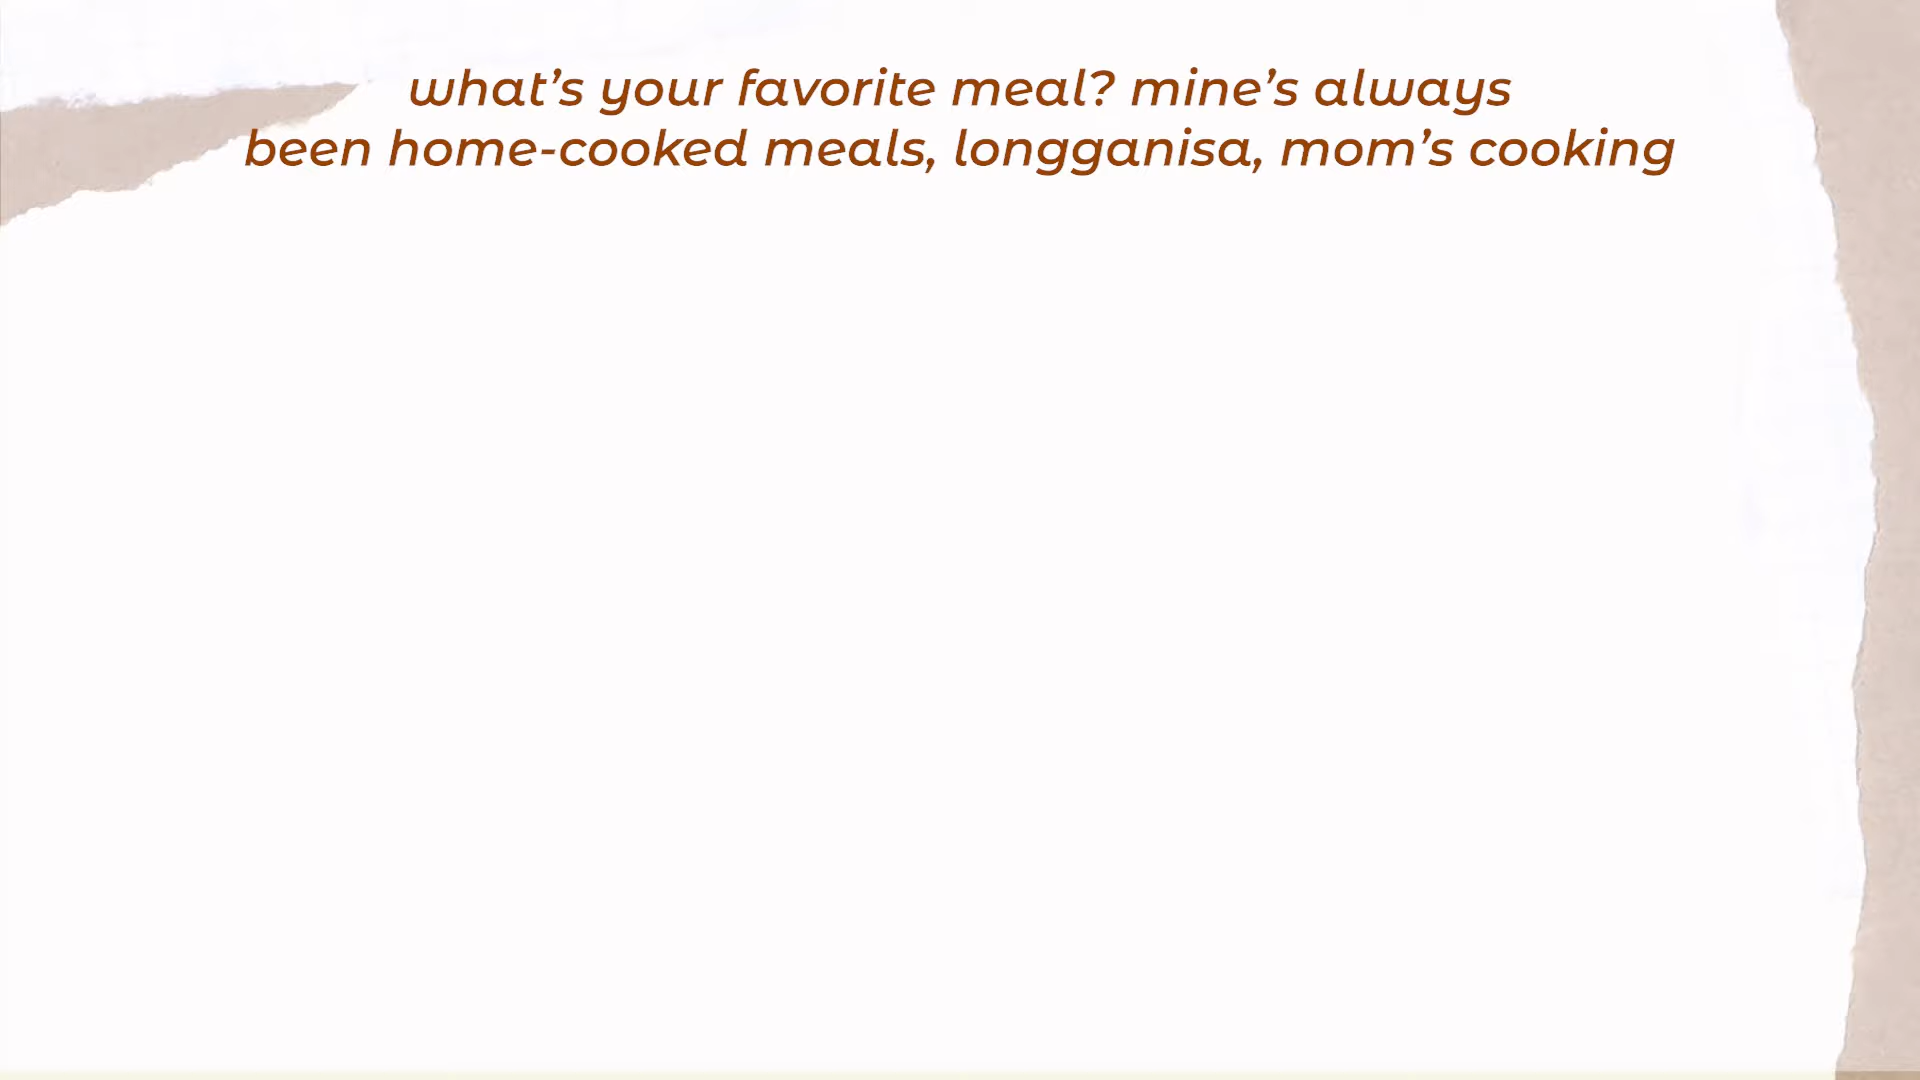 what’s your favorite meal? mine’s always
been home-cooked meals, longganisa, mom’s cooking